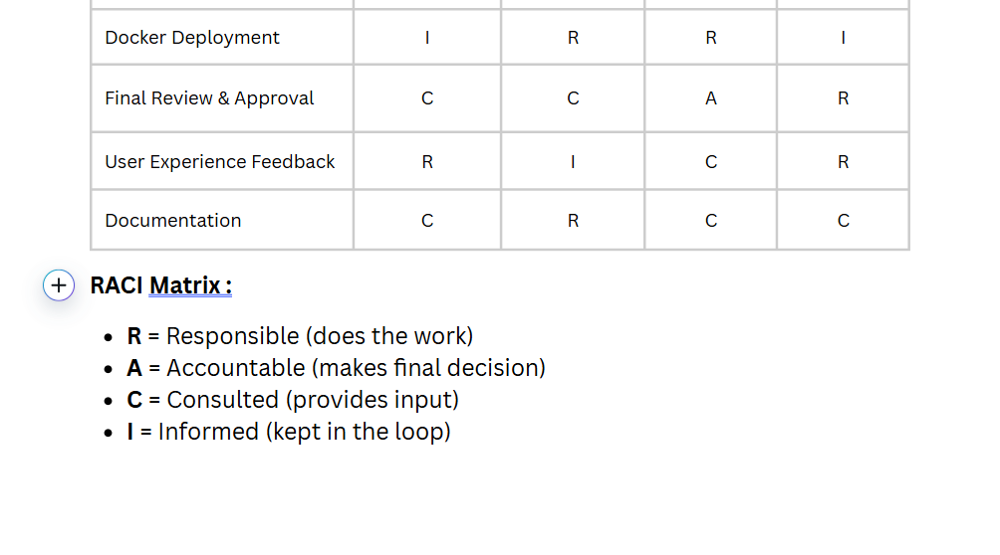 Docker Deployment I R R I
Final Review & Approval C C A R
User Experience Feedback R I C R
Documentation C R C C
RACI Matrix :
• R = Responsible (does the work)
• A = Accountable (makes final decision)
• C = Consulted (provides input)
• I = Informed (kept in the loop)